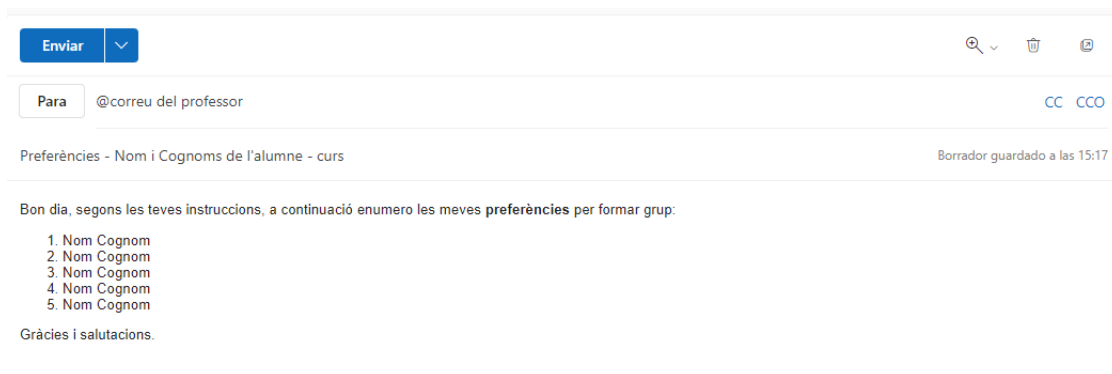 Enviar
Para @correu del professor CC CCO
Preferències - Nom i Cognoms de l'alumne - curs Borrador guardado a las 15:17
Bon dia, segons les teves instruccions, a continuació enumero les meves preferències per formar grup:
1. Nom Cognom
2. Nom Cognom
3. Nom Cognom
4. Nom Cognom
5. Nom Cognom
Gràcies i salutacions.